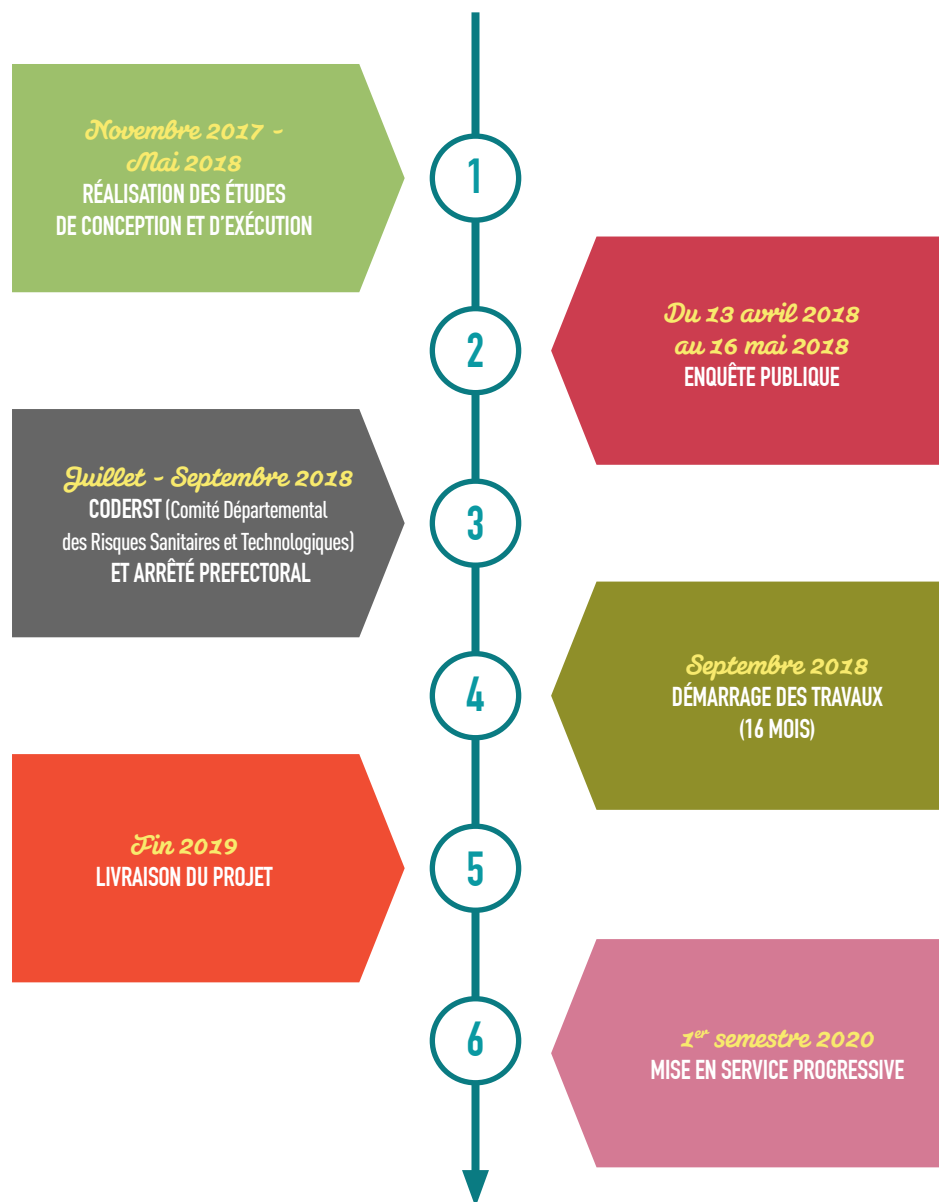 Novembre 2017 -
Mai 2018
RÉALISATION DES ÉTUDES
DE CONCEPTION ET D'EXÉCUTION
1
2
Du 13 avril 2018
au 16 mai 2018
ENQUÊTE PUBLIQUE
Juillet - Septembre 2018
CODERST (Comité Départemental
des Risques Sanitaires et Technologiques)
ET ARRÊTÉ PREFECTORAL
3
4
Septembre 2018
DÉMARRAGE DES TRAVAUX
(16 MOIS)
Fin 2019
LIVRAISON DU PROJET
5
6
1er semestre 2020
MISE EN SERVICE PROGRESSIVE